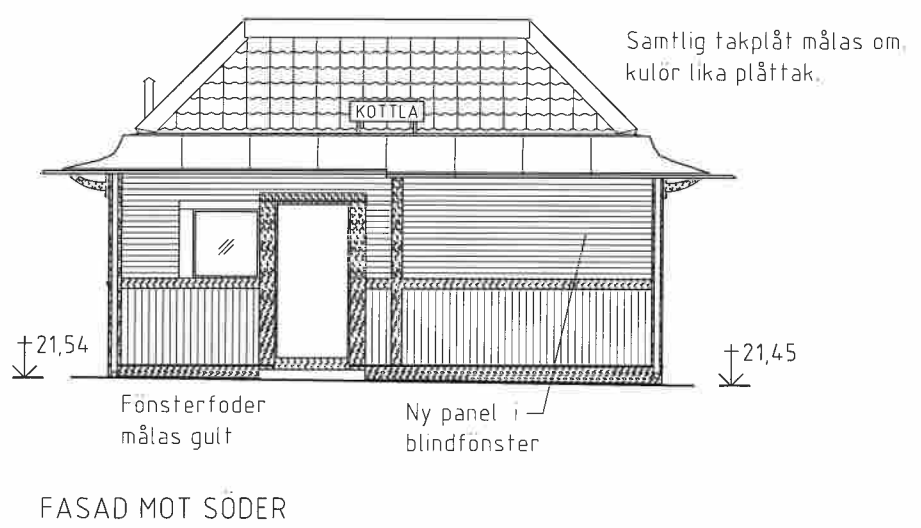 Samtlig takplåt målas om,
kulör lika plåttak.
KOTTLA
+21,54
+21,45
Fönsterfoder
målas gult
Ny panel i
blindfönster
FASAD MOT SÖDER